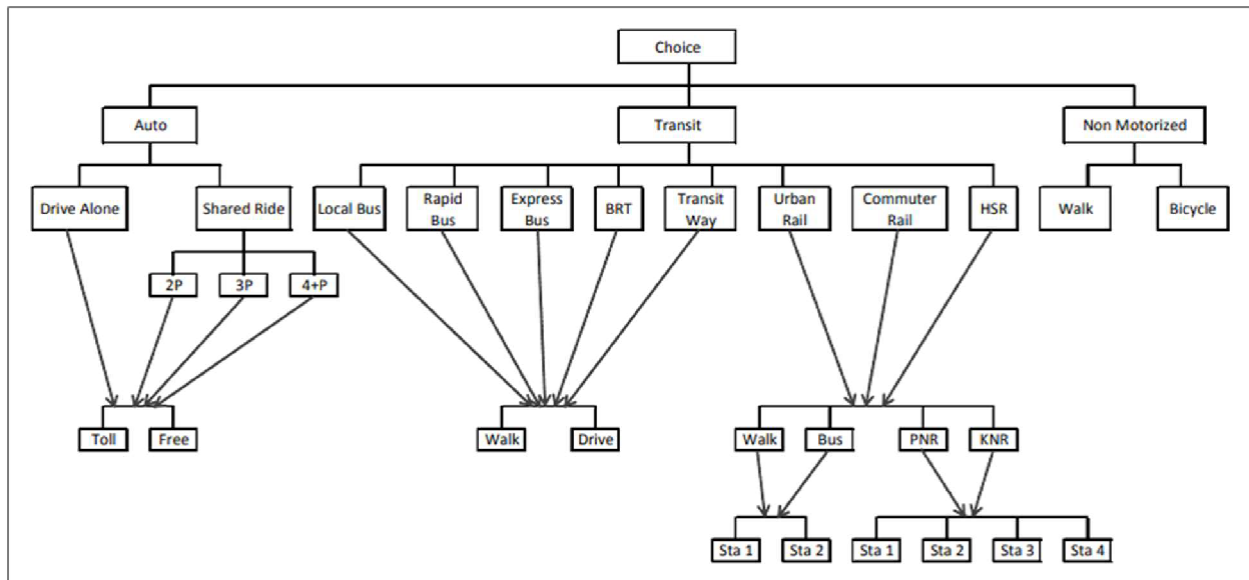 Choice
Auto
Transit
Non Motorized
Drive Alone
Shared Ride
Local Bus
Rapid
Bus
Express
Bus
BRT
Transit
Way
Urban
Rail
Commuter
Rail
HSR
Walk
Bicycle
2P
3P
4+P
Toll
Free
Walk
Drive
Walk
Bus
PNR
KNR
Sta 1
Sta 2
Sta 1
Sta 2
Sta 3
Sta 4